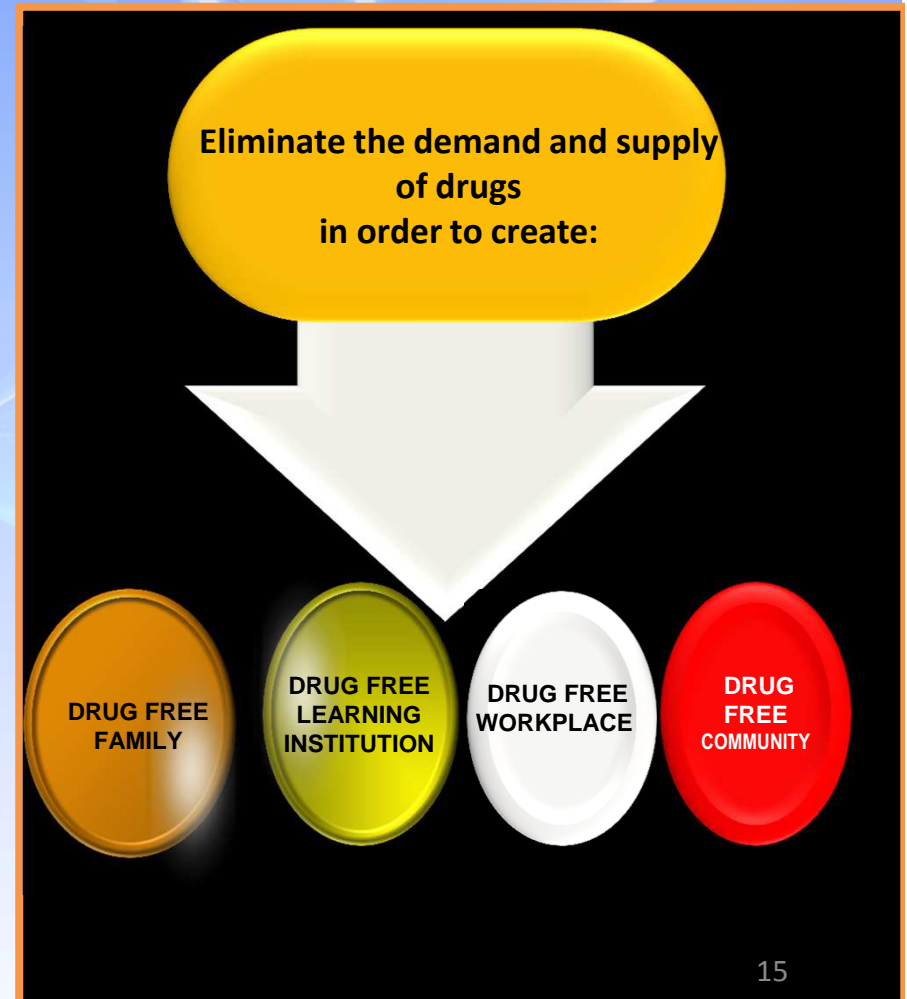 Eliminate the demand and supply
of drugs
in order to create:
DRUG FREE
FAMILY
DRUG FREE
LEARNING
INSTITUTION
DRUG FREE
WORKPLACE
DRUG
FREE
COMMUNITY
15